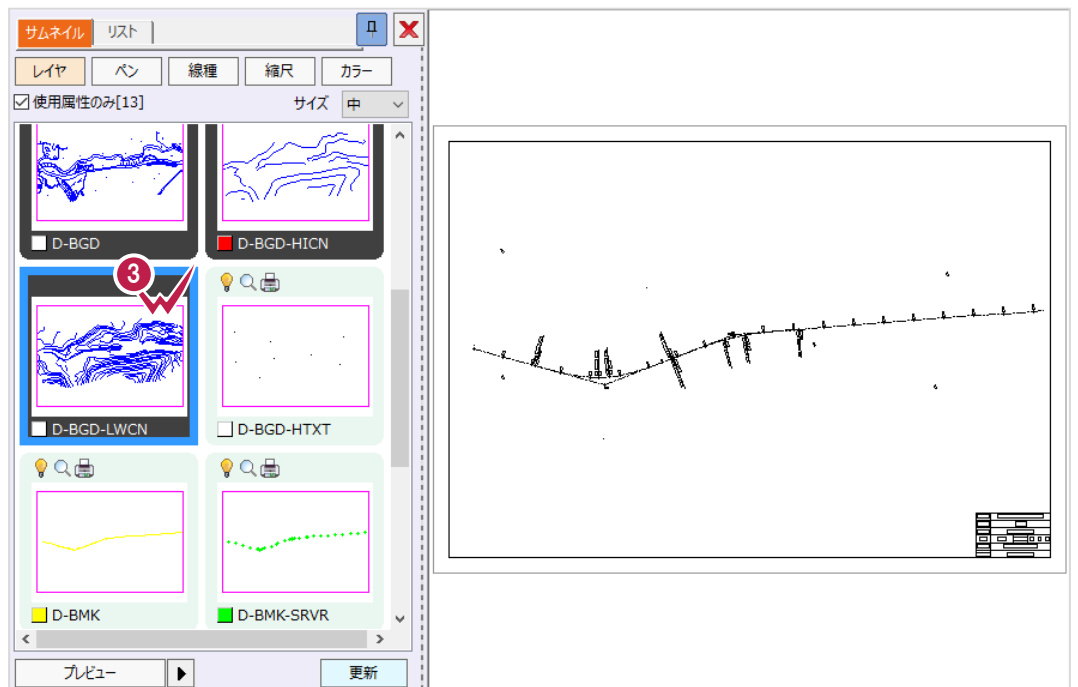 サムネイル リスト
レイヤ ペン 線種 縮尺 カラー
使用属性のみ[13] サイズ 中
D-BGD D-BGD-HICN
3
D-BGD-LWCN D-BGD-HTXT
D-BMK D-BMK-SRVR
プレビュー 更新